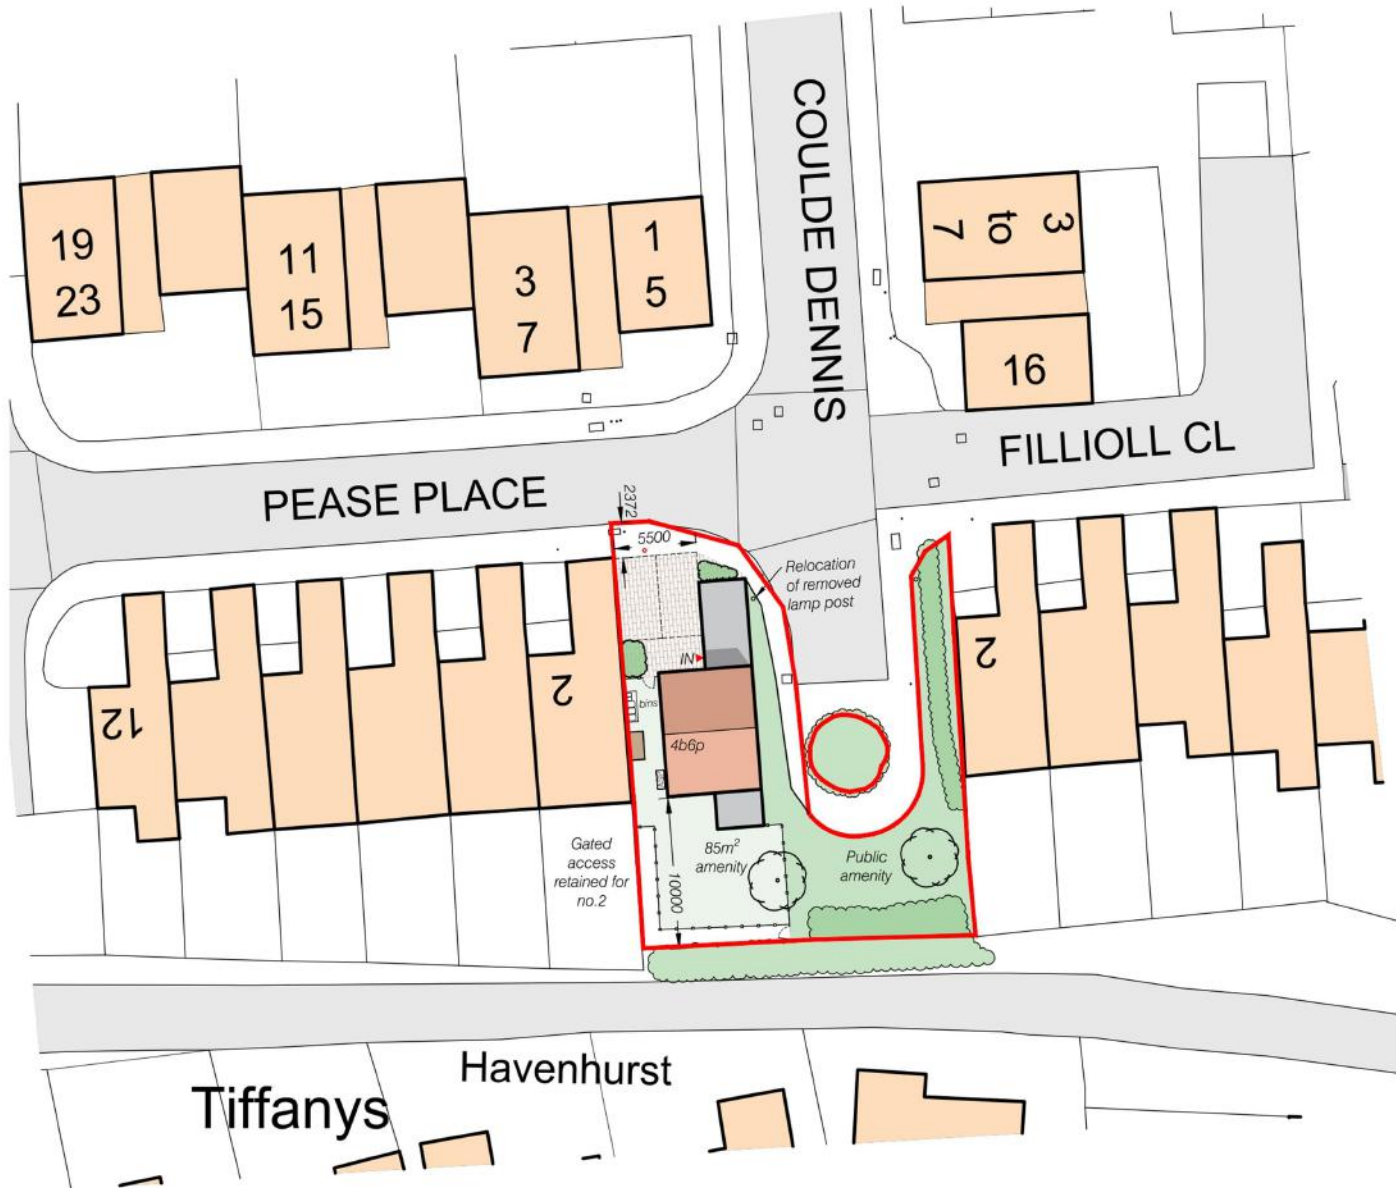 COULDE DENNIS
19
23
11
15
3
7
1
5
3
to
7
16
PEASE PLACE
FILLIOLL CL
2372
5500
Relocation
of removed
lamp post
IN
bins
4b6p
12
2
2
Gated
access
retained for
no.2
85m²
amenity
10000
Public
amenity
Havenhurst
Tiffanys